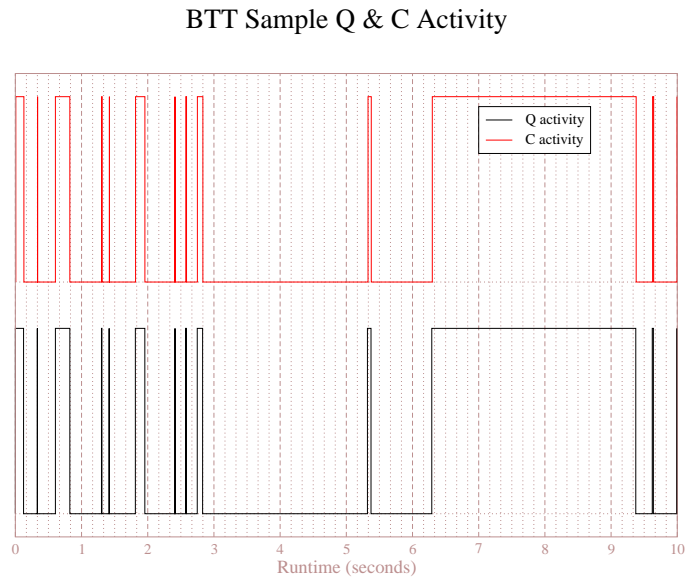 BTT Sample Q & C Activity
Q activity
C activity
0 1 2 3 4 5 6 7 8 9 10
Runtime (seconds)